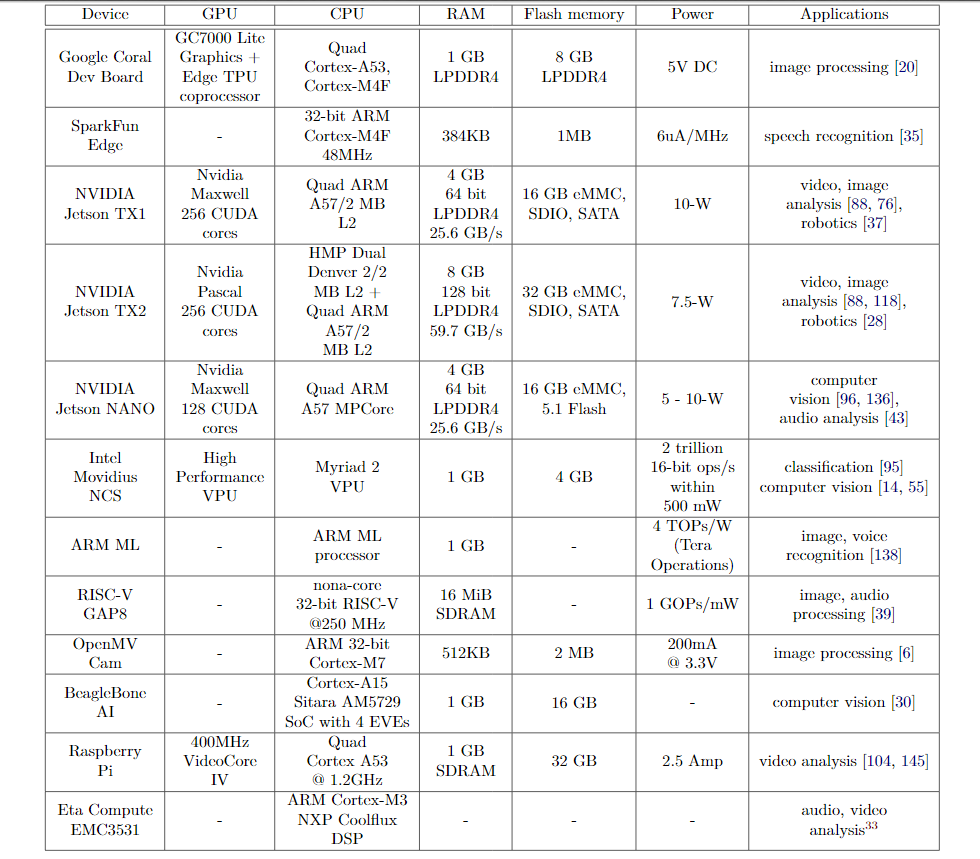 Device GPU CPU RAM Flash memory Power Applications
Google Coral
Dev Board
GC7000 Lite
Graphics +
Edge TPU
coprocessor
Quad
Cortex-A53,
Cortex-M4F
1 GB
LPDDR4
8 GB
LPDDR4
5V DC
image processing [20]
SparkFun
Edge
-
32-bit ARM
Cortex-M4F
48MHz
384KB
1MB
6uA/MHz
speech recognition [35]
NVIDIA
Jetson TX1
Nvidia
Maxwell
256 CUDA
cores
Quad ARM
A57/2 MB
L2
4 GB
64 bit
LPDDR4
25.6 GB/s
16 GB eMMC,
SDIO, SATA
10-W
video, image
analysis [88, 76],
robotics [37]
NVIDIA
Jetson TX2
Nvidia
Pascal
256 CUDA
cores
HMP Dual
Denver 2/2
MB L2 +
Quad ARM
A57/2
MB L2
8 GB
128 bit
LPDDR4
59.7 GB/s
32 GB eMMC,
SDIO, SATA
7.5-W
video, image
analysis [88, 118],
robotics [28]
NVIDIA
Jetson NANO
Nvidia
Maxwell
128 CUDA
cores
Quad ARM
A57 MPCore
4 GB
64 bit
LPDDR4
25.6 GB/s
16 GB eMMC,
5.1 Flash
5 - 10-W
computer
vision [96, 136],
audio analysis [43]
Intel
Movidius
NCS
High
Performance
VPU
Myriad 2
VPU
1 GB
4 GB
2 trillion
16-bit ops/s
within
500 mW
classification [95]
computer vision [14, 55]
ARM ML
-
ARM ML
processor
1 GB
-
4 TOPs/W
(Tera
Operations)
image, voice
recognition [138]
RISC-V
GAP8
-
nona-core
32-bit RISC-V
@250 MHz
16 MiB
SDRAM
-
1 GOPs/mW
image, audio
processing [39]
OpenMV
Cam
-
ARM 32-bit
Cortex-M7
512KB
2 MB
200mA
@ 3.3V
image processing [6]
BeagleBone
AI
-
Cortex-A15
Sitara AM5729
SoC with 4 EVEs
1 GB
16 GB
-
computer vision [30]
Raspberry
Pi
400MHz
VideoCore
IV
Quad
Cortex A53
@ 1.2GHz
1 GB
SDRAM
32 GB
2.5 Amp
video analysis [104, 145]
Eta Compute
EMC3531
-
ARM Cortex-M3
NXP Coolflux
DSP
-
-
-
audio, video
analysis33